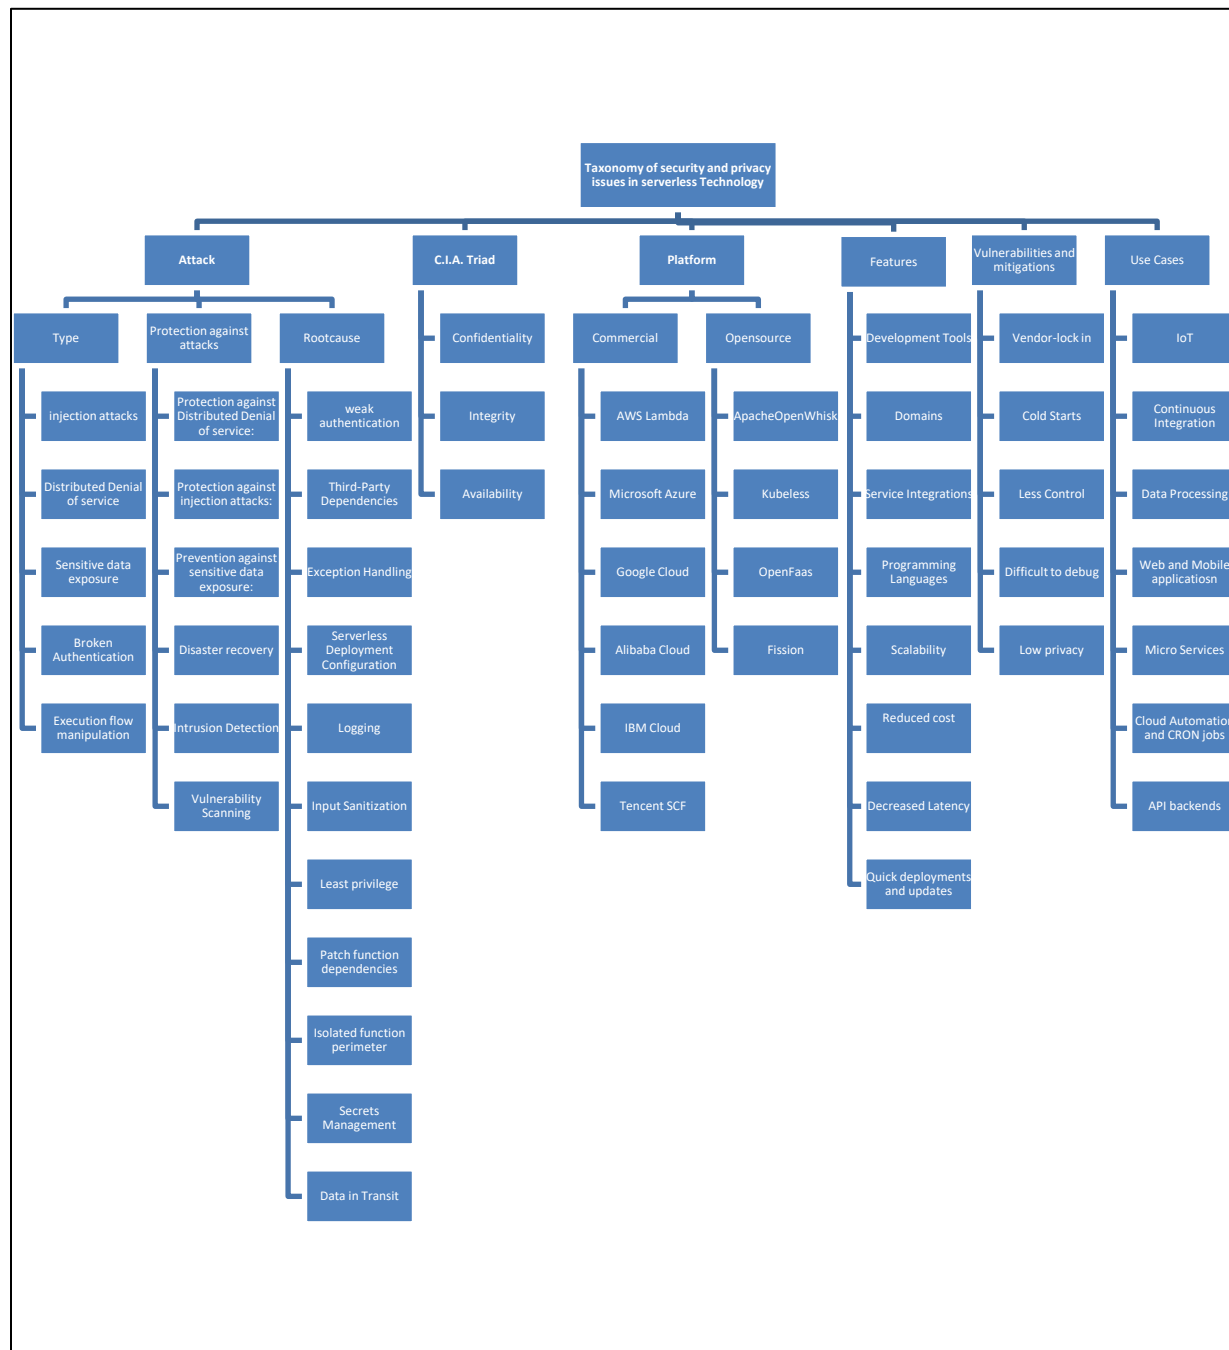 Taxonomy of security and privacy
issues in serverless Technology
Attack
C.I.A. Triad
Platform
Features
Vulnerabilities and
mitigations
Use Cases
Type
Protection against
attacks
Rootcause
Confidentiality
Commercial
Opensource
Development Tools
Vendor-lock in
IoT
injection attacks
Protection against
Distributed Denial
of service:
weak
authentication
Integrity
AWS Lambda
ApacheOpenWhisk
Domains
Cold Starts
Continuous
Integration
Distributed Denial
of service
Protection against
injection attacks:
Third-Party
Dependencies
Availability
Microsoft Azure
Kubeless
Service Integrations
Less Control
Data Processing
Sensitive data
exposure
Prevention against
sensitive data
exposure:
Exception Handling
Google Cloud
OpenFaas
Programming
Languages
Difficult to debug
Web and Mobile
applicatiosn
Broken
Authentication
Disaster recovery
Serverless
Deployment
Configuration
Alibaba Cloud
Fission
Scalability
Low privacy
Micro Services
Execution flow
manipulation
Intrusion Detection
Logging
IBM Cloud
Reduced cost
Cloud Automation
and CRON jobs
Vulnerability
Scanning
Input Sanitization
Tencent SCF
Decreased Latency
API backends
Least privilege
Quick deployments
and updates
Patch function
dependencies
Isolated function
perimeter
Secrets
Management
Data in Transit